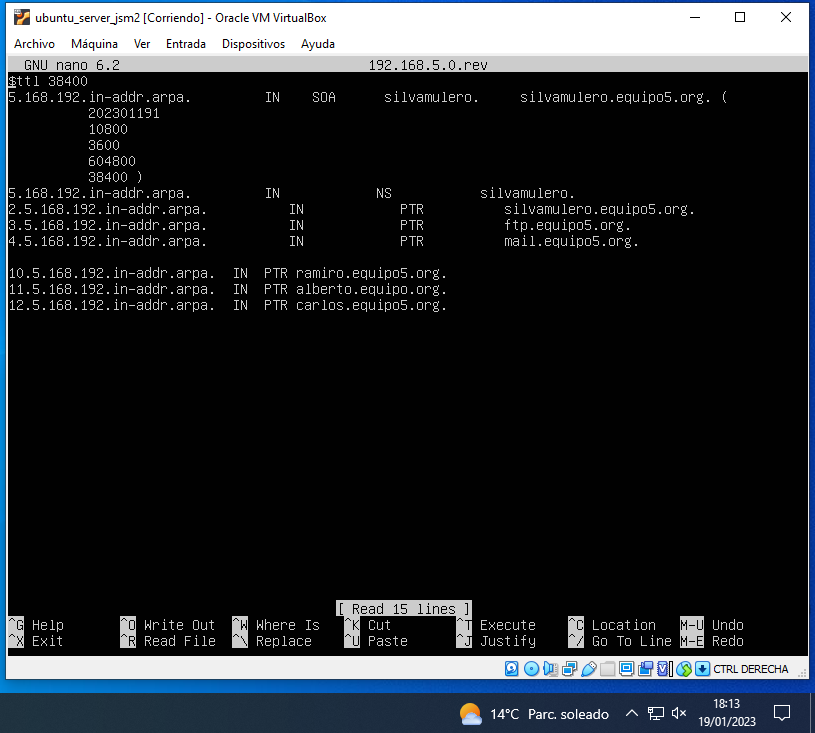 ubuntu_server_jsm2 [Corriendo] - Oracle VM VirtualBox
Archivo Máquina Ver Entrada Dispositivos Ayuda
GNU nano 6.2 192.168.5.0.rev
$ttl 38400
5.168.192.in-addr.arpa. IN SOA silvamulero. silvamulero.equipo5.org. (
202301191
10800
3600
604800
38400 )
5.168.192.in-addr.arpa. IN NS silvamulero.
2.5.168.192.in-addr.arpa. IN PTR silvamulero.equipo5.org.
3.5.168.192.in-addr.arpa. IN PTR ftp.equipo5.org.
4.5.168.192.in-addr.arpa. IN PTR mail.equipo5.org.
10.5.168.192.in-addr.arpa. IN PTR ramiro.equipo5.org.
11.5.168.192.in-addr.arpa. IN PTR alberto.equipo.org.
12.5.168.192.in-addr.arpa. IN PTR carlos.equipo5.org.
[ Read 15 lines ]
^G Help ^O Write Out ^W Where Is ^K Cut ^T Execute ^C Location M-U Undo
^X Exit ^R Read File ^\ Replace ^U Paste ^J Justify ^/ Go To Line M-E Redo
CTRL DERECHA
14°C Parc. soleado
18:13
19/01/2023